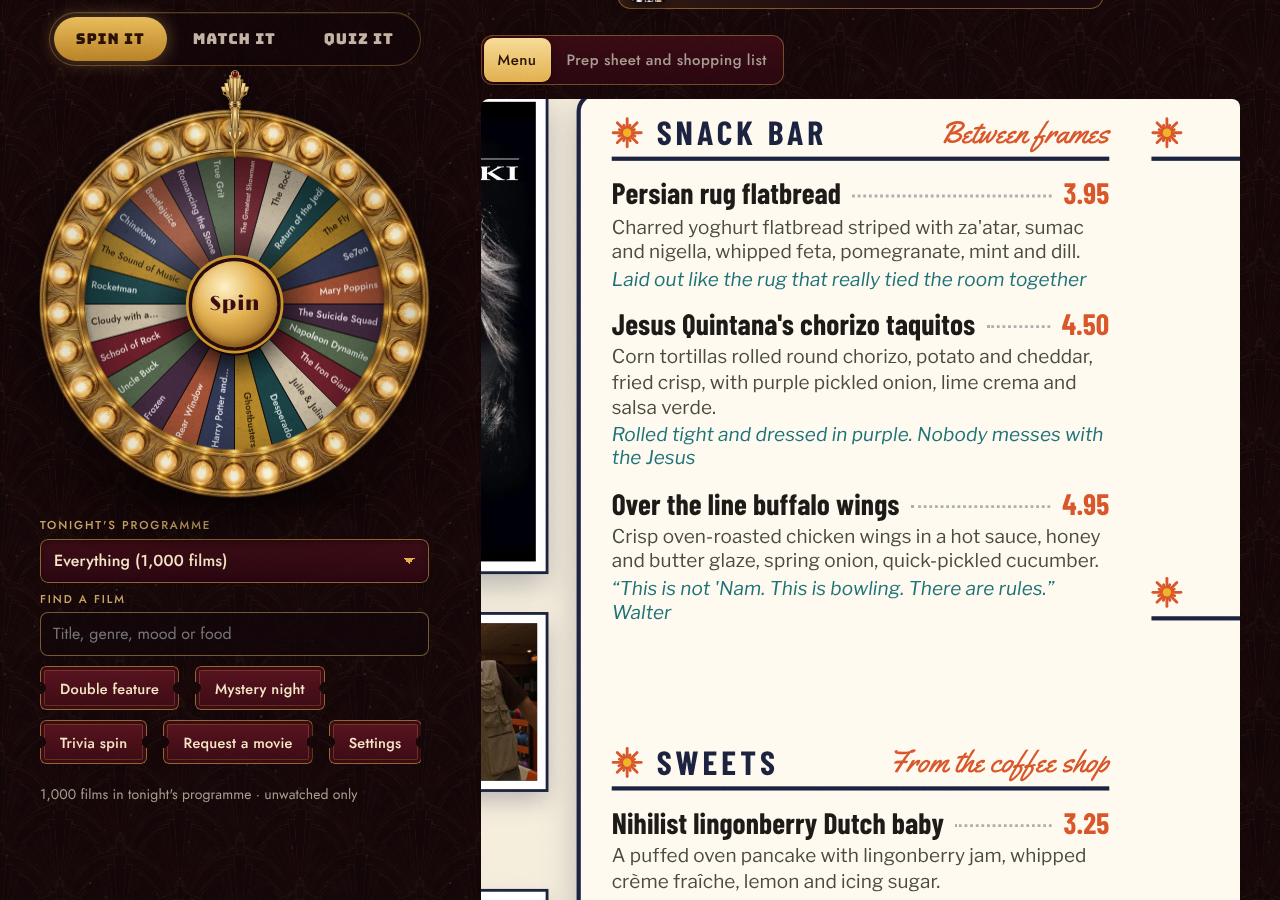 SPIN IT
MATCH IT
QUIZ IT
True Grit
The Greatest Showman
The Rock
Return of the Jedi
The Fly
Se7en
Mary Poppins
The Suicide Squad
Napoleon Dynamite
The Iron Giant
Julie & Julia
Desperado
Ghostbusters
Harry Potter and...
Rear Window
Frozen
Uncle Buck
School of Rock
Cloudy with a...
Rocketman
The Sound of Music
Chinatown
Beetlejuice
Romancing the Stone
Spin
TONIGHT'S PROGRAMME
Everything (1,000 films)
FIND A FILM
Title, genre, mood or food
Double feature
Mystery night
Trivia spin
Request a movie
Settings
1,000 films in tonight's programme · unwatched only
Menu
Prep sheet and shopping list
KI
SNACK BAR
Between frames
Persian rug flatbread 3.95
Charred yoghurt flatbread striped with za'atar, sumac
and nigella, whipped feta, pomegranate, mint and dill.
Laid out like the rug that really tied the room together
Jesus Quintana's chorizo taquitos 4.50
Corn tortillas rolled round chorizo, potato and cheddar,
fried crisp, with purple pickled onion, lime crema and
salsa verde.
Rolled tight and dressed in purple. Nobody messes with
the Jesus
Over the line buffalo wings 4.95
Crisp oven-roasted chicken wings in a hot sauce, honey
and butter glaze, spring onion, quick-pickled cucumber.
“This is not 'Nam. This is bowling. There are rules.”
Walter
SWEETS
From the coffee shop
Nihilist lingonberry Dutch baby 3.25
A puffed oven pancake with lingonberry jam, whipped
crème fraîche, lemon and icing sugar.